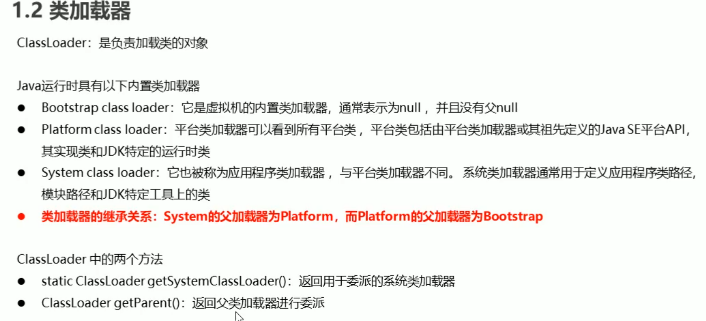 1.2 类加载器
ClassLoader：是负责加载类的对象
Java运行时具有以下内置类加载器
● Bootstrap class loader：它是虚拟机的内置类加载器，通常表示为null ，并且没有父null
● Platform class loader：平台类加载器可以看到所有平台类 ，平台类包括由平台类加载器或其祖先定义的Java SE平台API，
其实现类和JDK特定的运行时类
● System class loader：它也被称为应用程序类加载器 ，与平台类加载器不同。 系统类加载器通常用于定义应用程序类路径，
模块路径和JDK特定工具上的类
● 类加载器的继承关系：System的父加载器为Platform，而Platform的父加载器为Bootstrap
ClassLoader 中的两个方法
● static ClassLoader getSystemClassLoader()：返回用于委派的系统类加载器
● ClassLoader getParent()：返回父类加载器进行委派